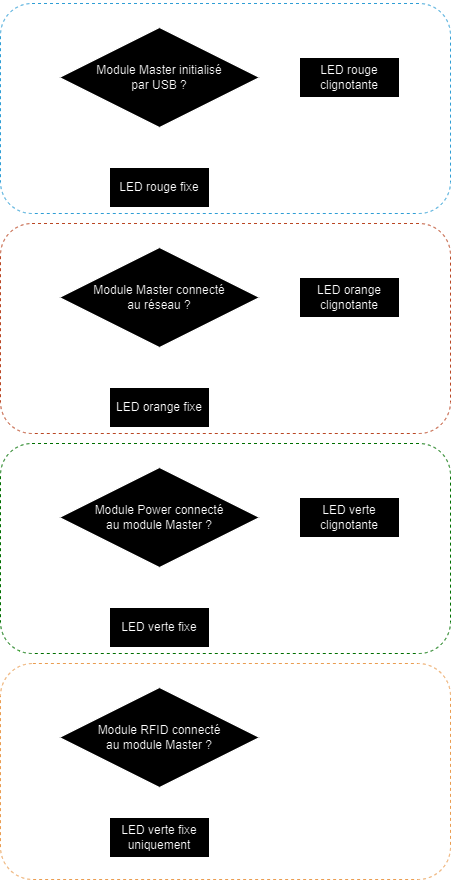 Module Master initialisé
par USB ?
LED rouge
clignotante
LED rouge fixe
Module Master connecté
au réseau ?
LED orange
clignotante
LED orange fixe
Module Power connecté
au module Master ?
LED verte
clignotante
LED verte fixe
Module RFID connecté
au module Master ?
LED verte fixe
uniquement